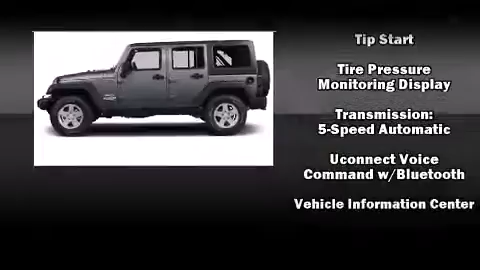 Tip Start
Tire Pressure
Monitoring Display
Transmission:
5-Speed Automatic
Uconnect Voice
Command w/Bluetooth
Vehicle Information Center